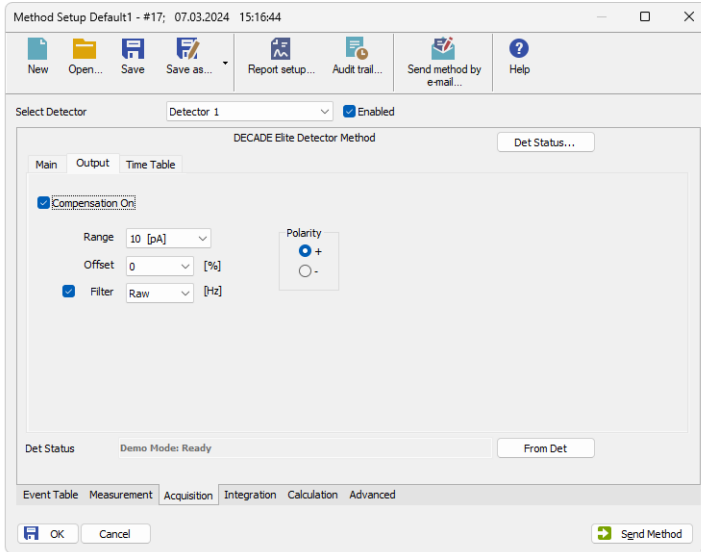 Method Setup Default1 - #17; 07.03.2024 15:16:44
New Open... Save Save as... Report setup... Audit trail... Send method by e-mail... Help
Select Detector Detector 1 Enabled
DECADE Elite Detector Method Det Status...
Main Output Time Table
Compensation On
Range 10 [pA] Polarity
+
Offset 0 [%]
-
Filter Raw [Hz]
Det Status Demo Mode: Ready From Det
Event Table Measurement Acquisition Integration Calculation Advanced
OK Cancel Send Method